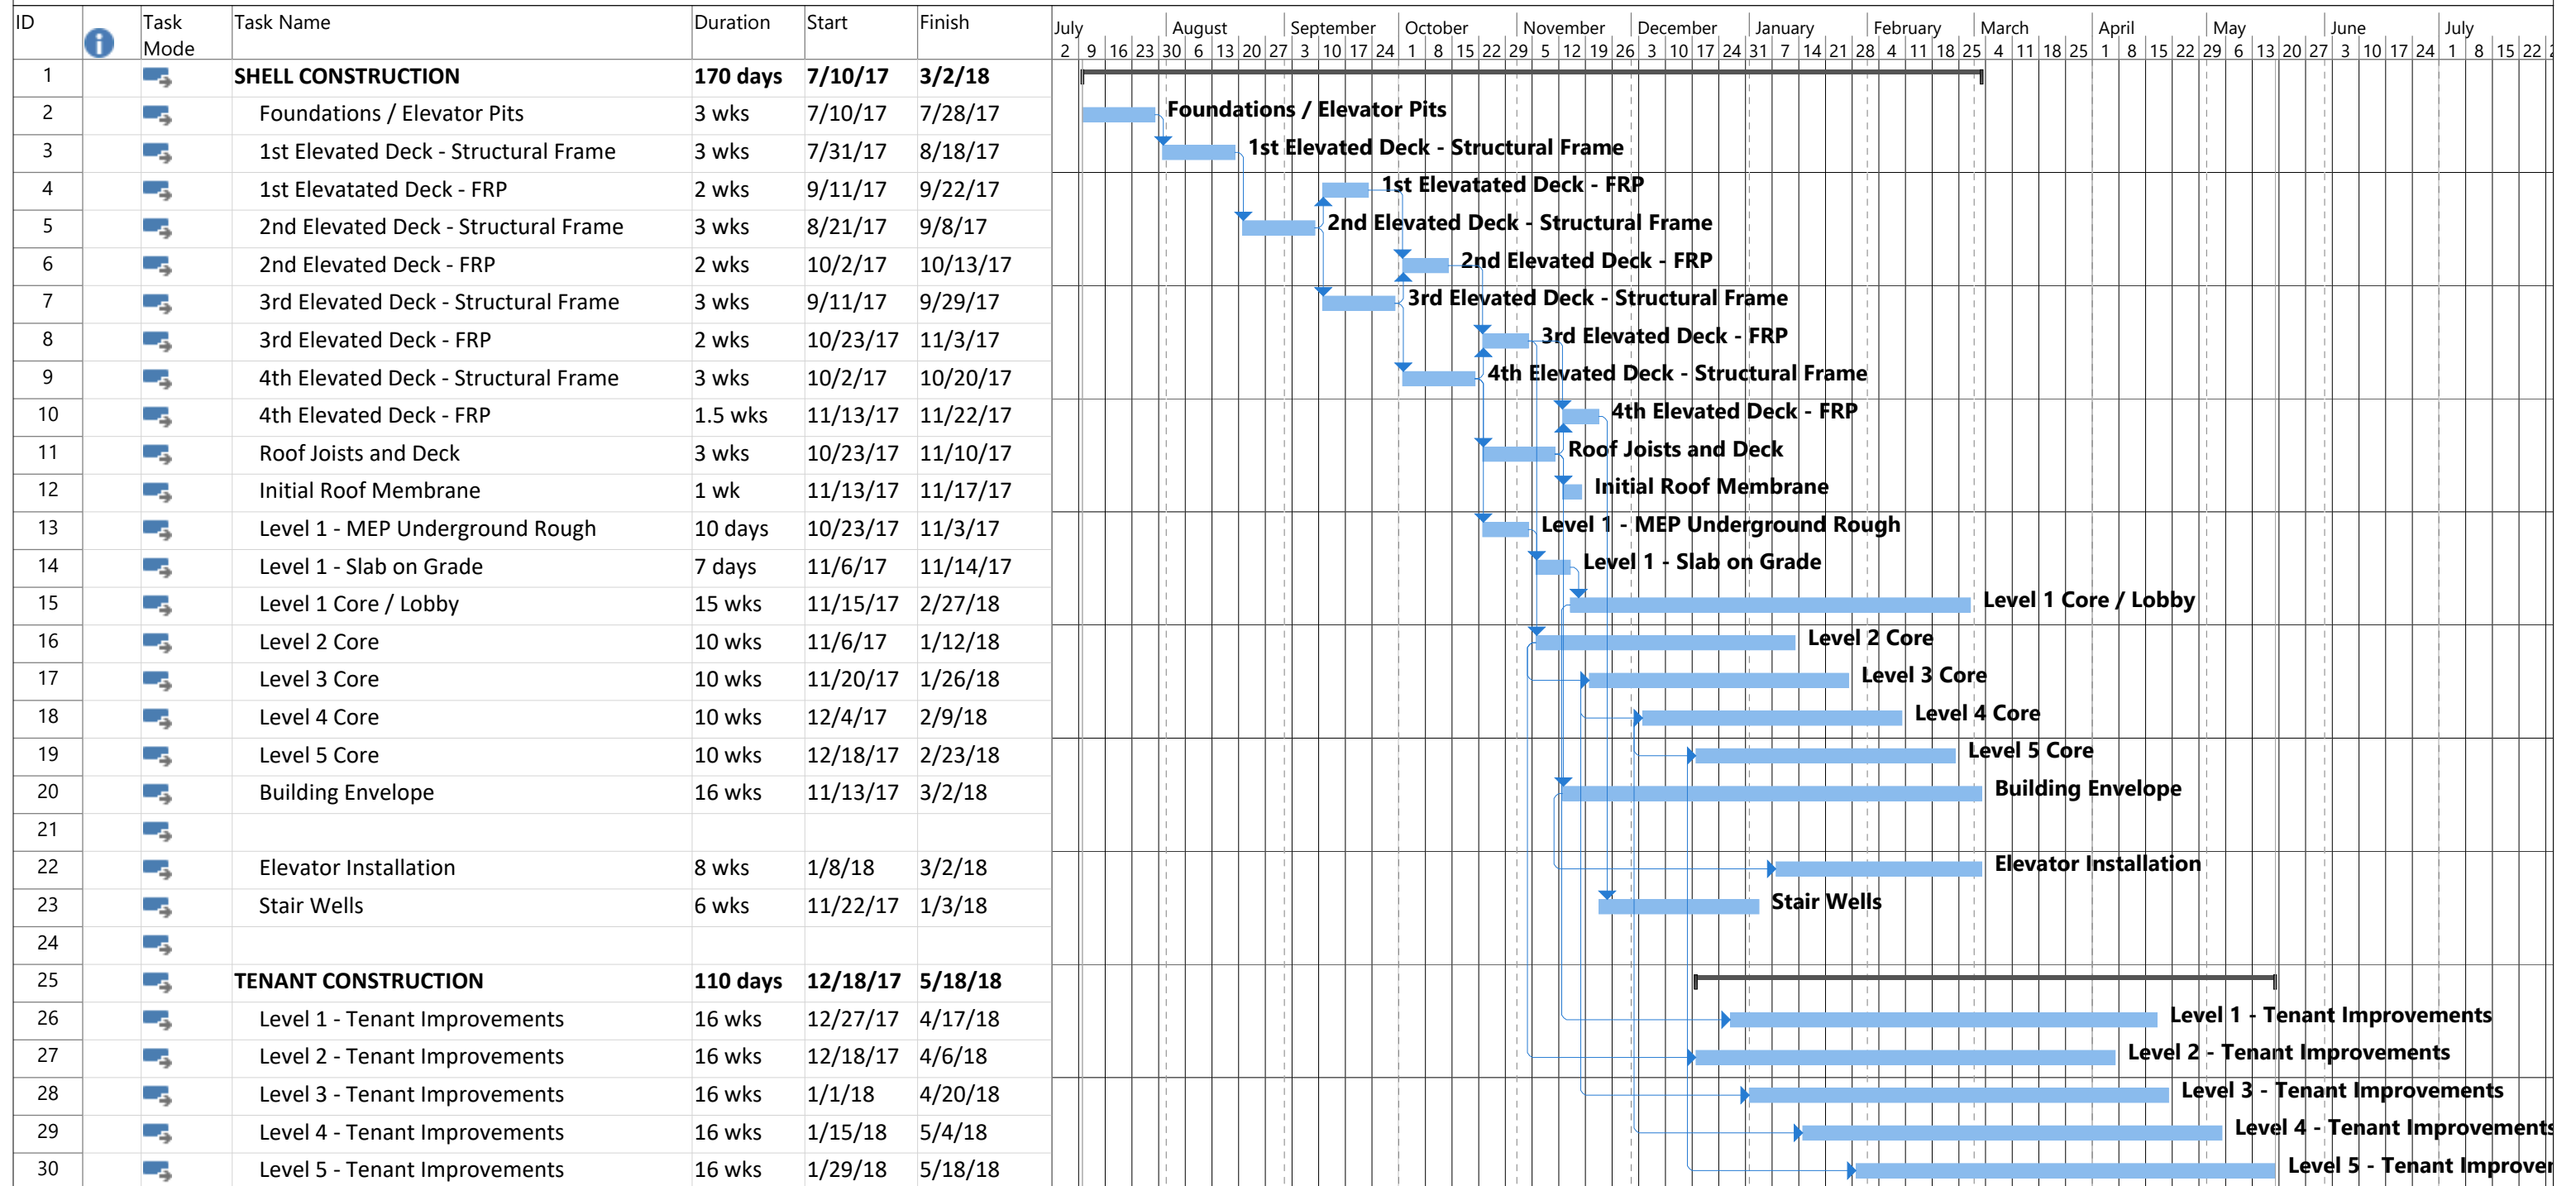 ID Task Mode Task Name Duration Start Finish
July August September October November December January February March April May June July
2 9 16 23 30 6 13 20 27 3 10 17 24 1 8 15 22 29 5 12 19 26 3 10 17 24 31 7 14 21 28 4 11 18 25 4 11 18 25 1 8 15 22 29 6 13 20 27 3 10 17 24 1 8 15 22
1 SHELL CONSTRUCTION 170 days 7/10/17 3/2/18
2 Foundations / Elevator Pits 3 wks 7/10/17 7/28/17 Foundations / Elevator Pits
3 1st Elevated Deck - Structural Frame 3 wks 7/31/17 8/18/17 1st Elevated Deck - Structural Frame
4 1st Elevatated Deck - FRP 2 wks 9/11/17 9/22/17 1st Elevatated Deck - FRP
5 2nd Elevated Deck - Structural Frame 3 wks 8/21/17 9/8/17 2nd Elevated Deck - Structural Frame
6 2nd Elevated Deck - FRP 2 wks 10/2/17 10/13/17 2nd Elevated Deck - FRP
7 3rd Elevated Deck - Structural Frame 3 wks 9/11/17 9/29/17 3rd Elevated Deck - Structural Frame
8 3rd Elevated Deck - FRP 2 wks 10/23/17 11/3/17 3rd Elevated Deck - FRP
9 4th Elevated Deck - Structural Frame 3 wks 10/2/17 10/20/17 4th Elevated Deck - Structural Frame
10 4th Elevated Deck - FRP 1.5 wks 11/13/17 11/22/17 4th Elevated Deck - FRP
11 Roof Joists and Deck 3 wks 10/23/17 11/10/17 Roof Joists and Deck
12 Initial Roof Membrane 1 wk 11/13/17 11/17/17 Initial Roof Membrane
13 Level 1 - MEP Underground Rough 10 days 10/23/17 11/3/17 Level 1 - MEP Underground Rough
14 Level 1 - Slab on Grade 7 days 11/6/17 11/14/17 Level 1 - Slab on Grade
15 Level 1 Core / Lobby 15 wks 11/15/17 2/27/18 Level 1 Core / Lobby
16 Level 2 Core 10 wks 11/6/17 1/12/18 Level 2 Core
17 Level 3 Core 10 wks 11/20/17 1/26/18 Level 3 Core
18 Level 4 Core 10 wks 12/4/17 2/9/18 Level 4 Core
19 Level 5 Core 10 wks 12/18/17 2/23/18 Level 5 Core
20 Building Envelope 16 wks 11/13/17 3/2/18 Building Envelope
21
22 Elevator Installation 8 wks 1/8/18 3/2/18 Elevator Installation
23 Stair Wells 6 wks 11/22/17 1/3/18 Stair Wells
24
25 TENANT CONSTRUCTION 110 days 12/18/17 5/18/18
26 Level 1 - Tenant Improvements 16 wks 12/27/17 4/17/18 Level 1 - Tenant Improvements
27 Level 2 - Tenant Improvements 16 wks 12/18/17 4/6/18 Level 2 - Tenant Improvements
28 Level 3 - Tenant Improvements 16 wks 1/1/18 4/20/18 Level 3 - Tenant Improvements
29 Level 4 - Tenant Improvements 16 wks 1/15/18 5/4/18 Level 4 - Tenant Improvements
30 Level 5 - Tenant Improvements 16 wks 1/29/18 5/18/18 Level 5 - Tenant